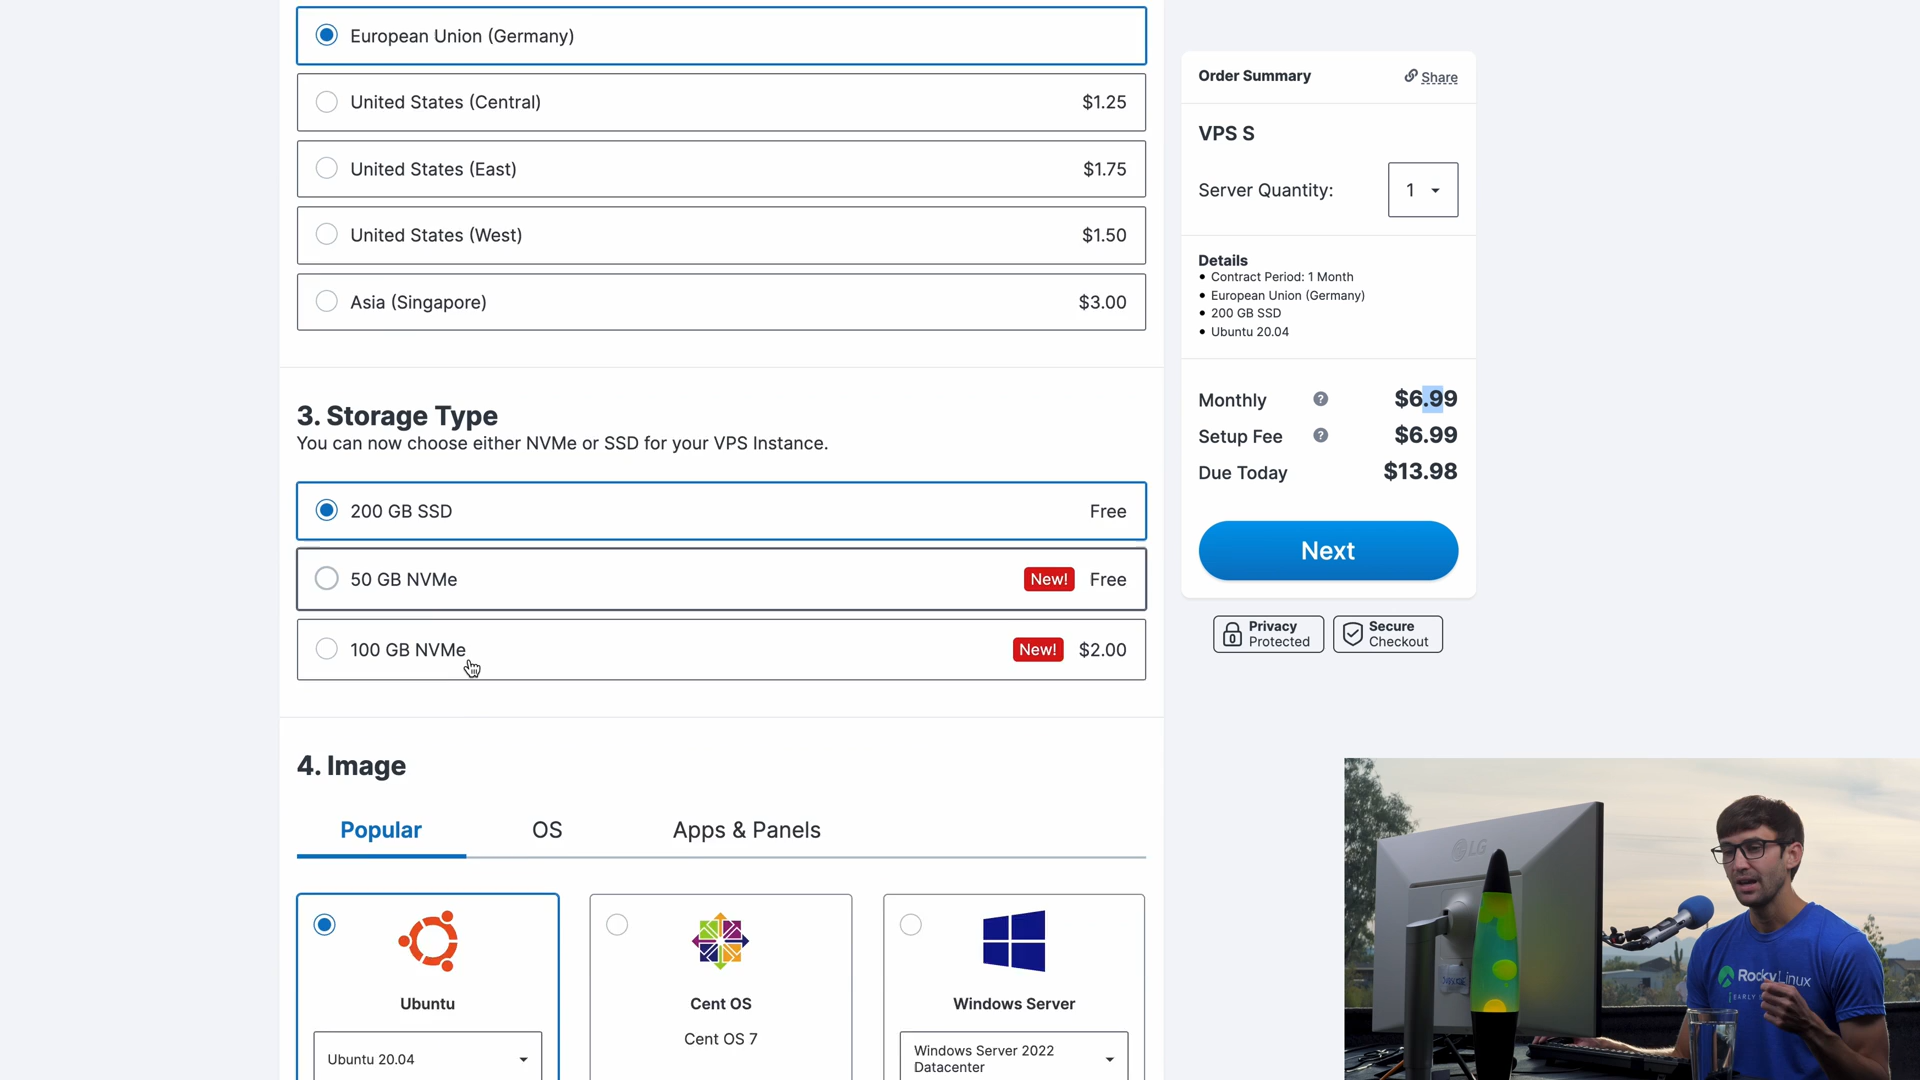 European Union (Germany)
United States (Central)
$1.25
United States (East)
$1.75
United States (West)
$1.50
Asia (Singapore)
$3.00
3. Storage Type
You can now choose either NVMe or SSD for your VPS Instance.
200 GB SSD
Free
50 GB NVMe
New!
Free
100 GB NVMe
New!
$2.00
4. Image
Popular
OS
Apps & Panels
Ubuntu
Ubuntu 20.04
Cent OS
Cent OS 7
Windows Server
Windows Server 2022
Datacenter
Order Summary
Share
VPS S
Server Quantity:
1
Details
• Contract Period: 1 Month
• European Union (Germany)
• 200 GB SSD
• Ubuntu 20.04
Monthly
?
$6.99
Setup Fee
?
$6.99
Due Today
$13.98
Next
Privacy
Protected
Secure
Checkout
LG
Rocky Linux